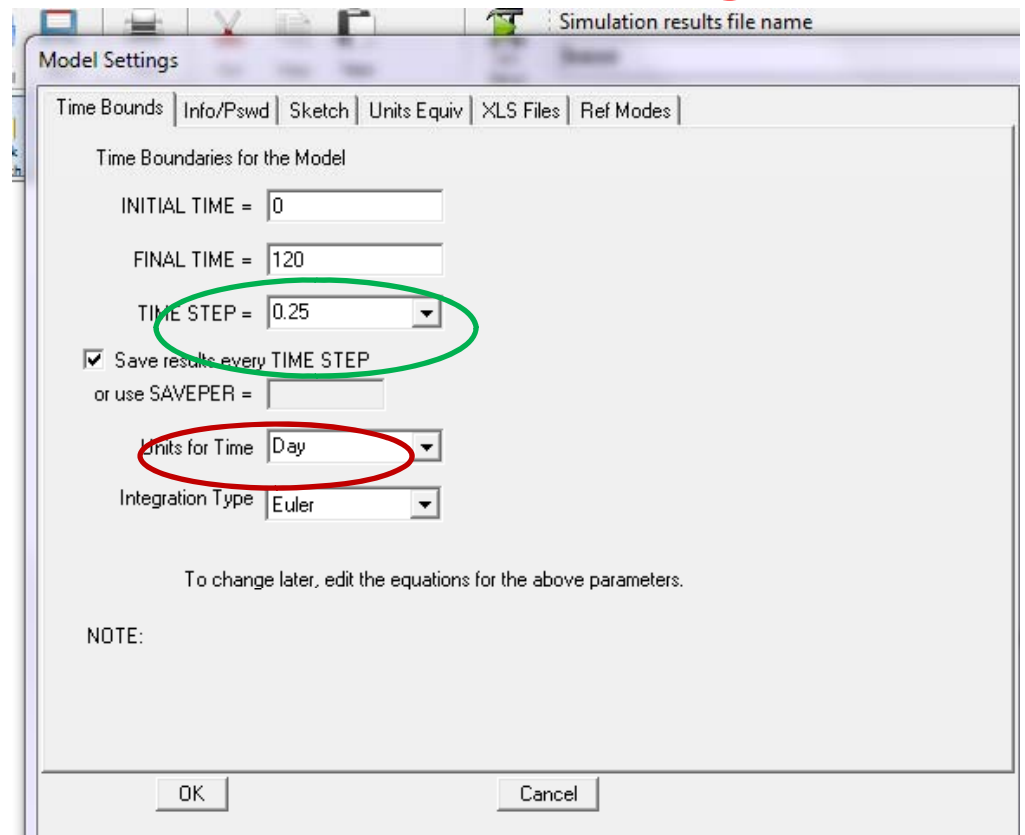 Simulation results file name
Model Settings
Time Bounds Info/Pswd Sketch Units Equiv XLS Files Ref Modes
Time Boundaries for the Model
INITIAL TIME = 0
FINAL TIME = 120
TIME STEP = 0.25
Save results every TIME STEP
or use SAVEPER =
Units for Time Day
Integration Type Euler
To change later, edit the equations for the above parameters.
NOTE:
OK Cancel